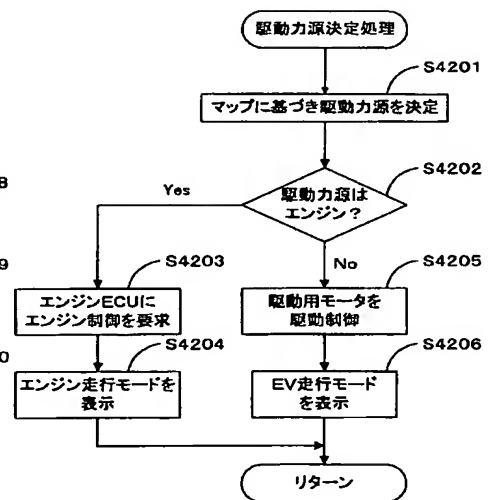 駆動力源決定処理
S4201
マップに基づき駆動力源を決定
S4202
駆動力源は
エンジン？
Yes
No
8
9
0
S4203
エンジンECUに
エンジン制御を要求
S4205
駆動用モータを
駆動制御
S4204
エンジン走行モードを
表示
S4206
EV走行モード
を表示
リターン